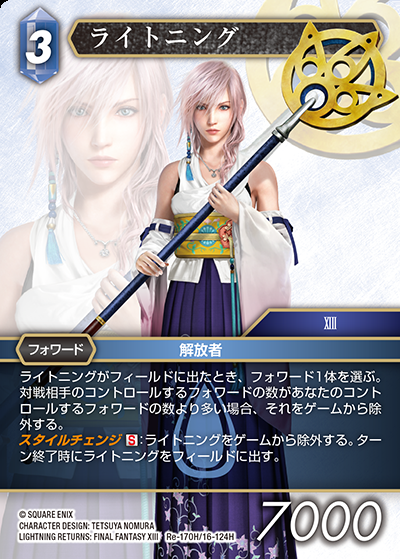 3
ライトニング
XIII
フォワード
解放者
ライトニングがフィールドに出たとき、フォワード1体を選ぶ。
対戦相手のコントロールするフォワードの数があなたのコント
ロールするフォワードの数より多い場合、それをゲームから除
外する。
スタイルチェンジ S:ライトニングをゲームから除外する。ター
ン終了時にライトニングをフィールドに出す。
© SQUARE ENIX
CHARACTER DESIGN: TETSUYA NOMURA
LIGHTNING RETURNS: FINAL FANTASY XIII Re-170H/16-124H
7000